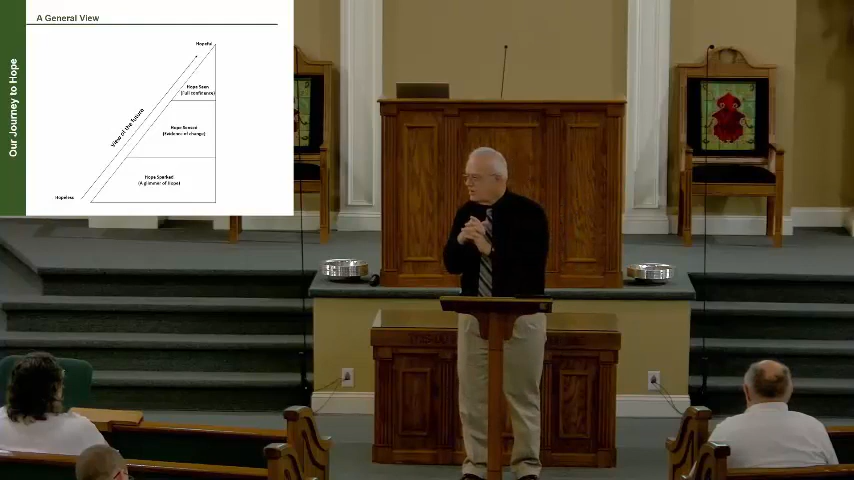 A General View
Our Journey to Hope
Hopeful
Hope Seen
(Full confidence)
View of the future
Hope Sensed
(Evidence of change)
Hope Sparked
(A glimmer of hope)
Hopeless